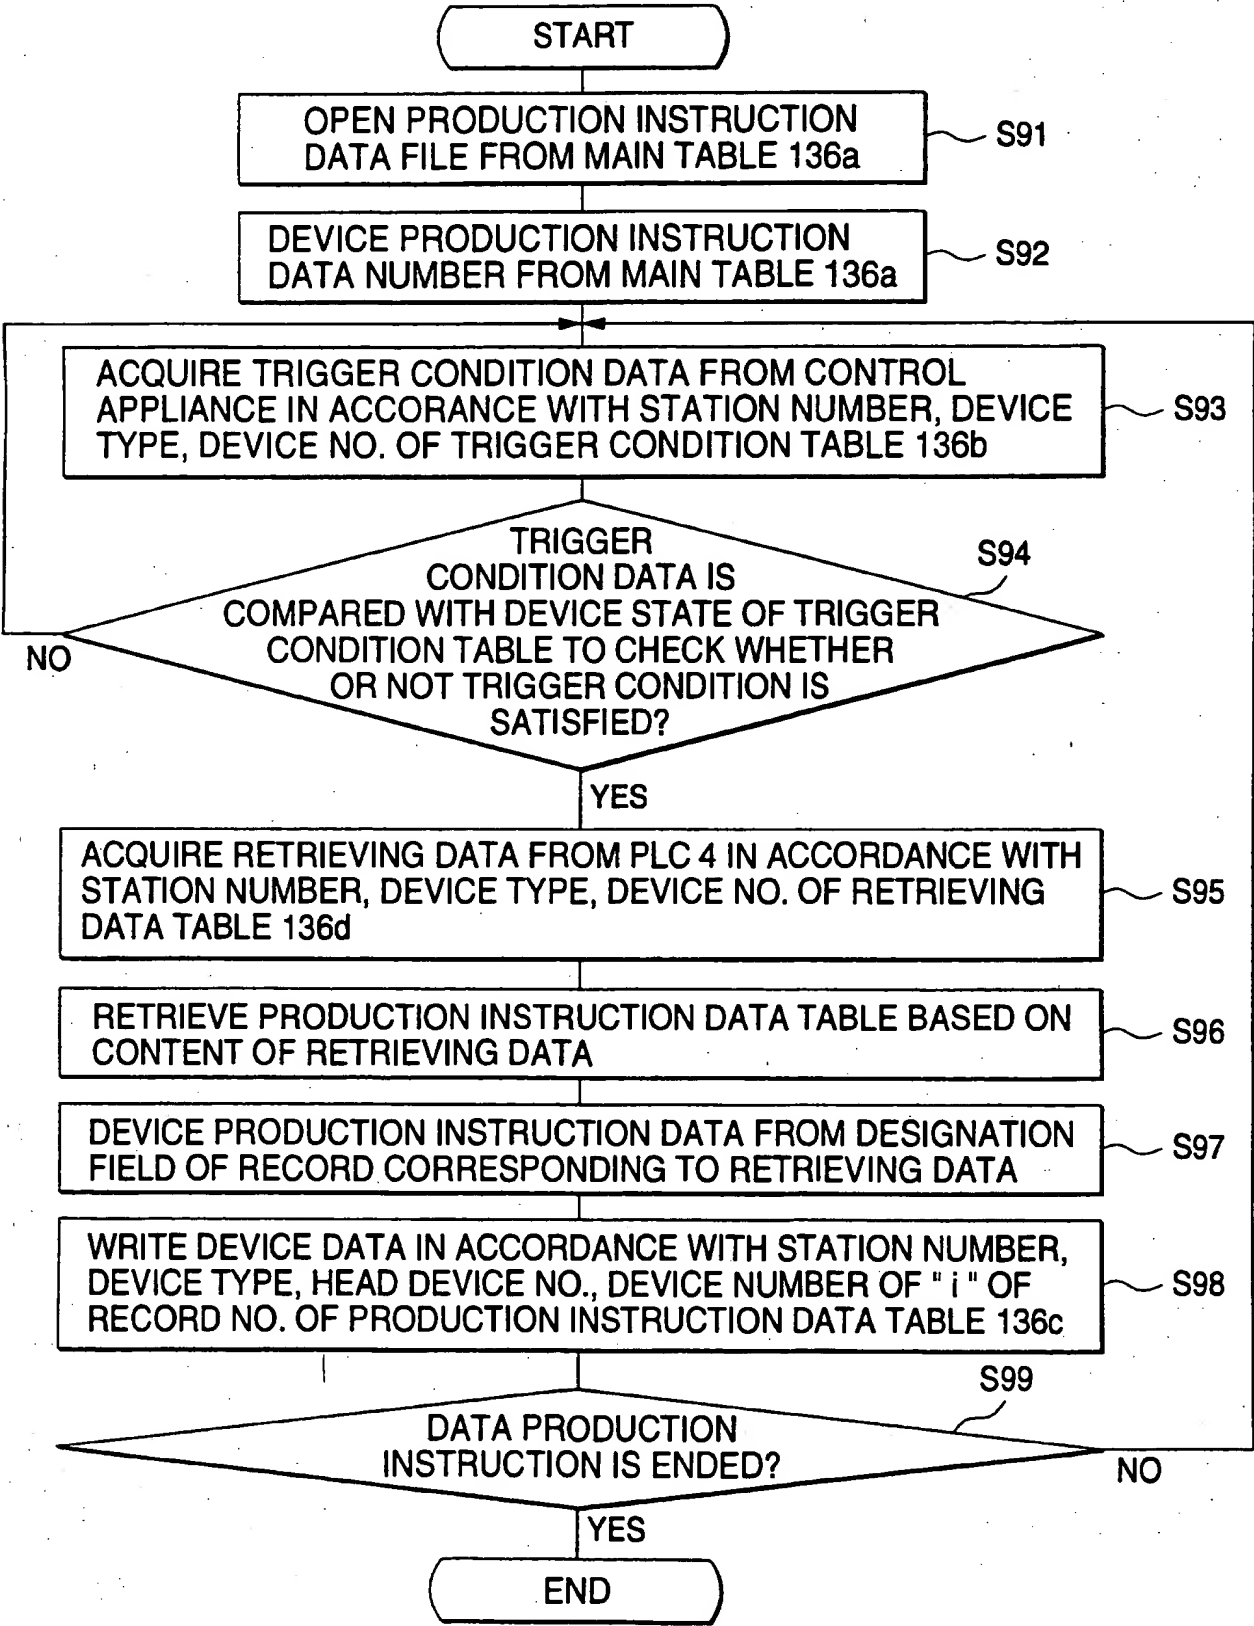 START
OPEN PRODUCTION INSTRUCTION
DATA FILE FROM MAIN TABLE 136a
S91
DEVICE PRODUCTION INSTRUCTION
DATA NUMBER FROM MAIN TABLE 136a
S92
ACQUIRE TRIGGER CONDITION DATA FROM CONTROL
APPLIANCE IN ACCORANCE WITH STATION NUMBER, DEVICE
TYPE, DEVICE NO. OF TRIGGER CONDITION TABLE 136b
S93
TRIGGER
CONDITION DATA IS
COMPARED WITH DEVICE STATE OF TRIGGER
CONDITION TABLE TO CHECK WHETHER
OR NOT TRIGGER CONDITION IS
SATISFIED?
S94
NO
YES
ACQUIRE RETRIEVING DATA FROM PLC 4 IN ACCORDANCE WITH
STATION NUMBER, DEVICE TYPE, DEVICE NO. OF RETRIEVING
DATA TABLE 136d
S95
RETRIEVE PRODUCTION INSTRUCTION DATA TABLE BASED ON
CONTENT OF RETRIEVING DATA
S96
DEVICE PRODUCTION INSTRUCTION DATA FROM DESIGNATION
FIELD OF RECORD CORRESPONDING TO RETRIEVING DATA
S97
WRITE DEVICE DATA IN ACCORDANCE WITH STATION NUMBER,
DEVICE TYPE, HEAD DEVICE NO., DEVICE NUMBER OF " i " OF
RECORD NO. OF PRODUCTION INSTRUCTION DATA TABLE 136c
S98
DATA PRODUCTION
INSTRUCTION IS ENDED?
S99
NO
YES
END